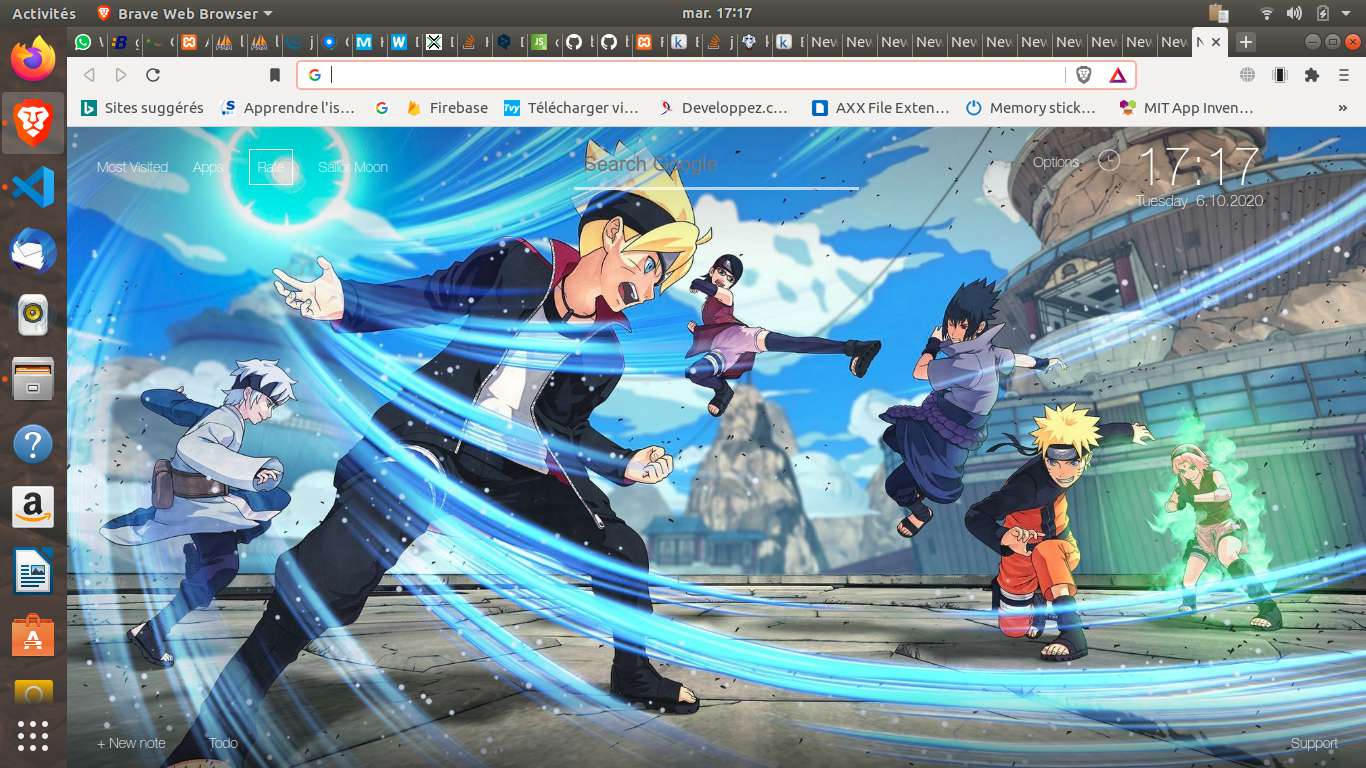 Activités Brave Web Browser mar. 17:17
New New New New New New New New New New New
Sites suggérés Apprendre l'is… Firebase Télécharger vi… Developpez.c… AXX File Exten… Memory stick… MIT App Inven… »
Most Visited Apps Rate Sailor Moon Search Google Options 17:17
Tuesday 6.10.2020
+ New note Todo Support